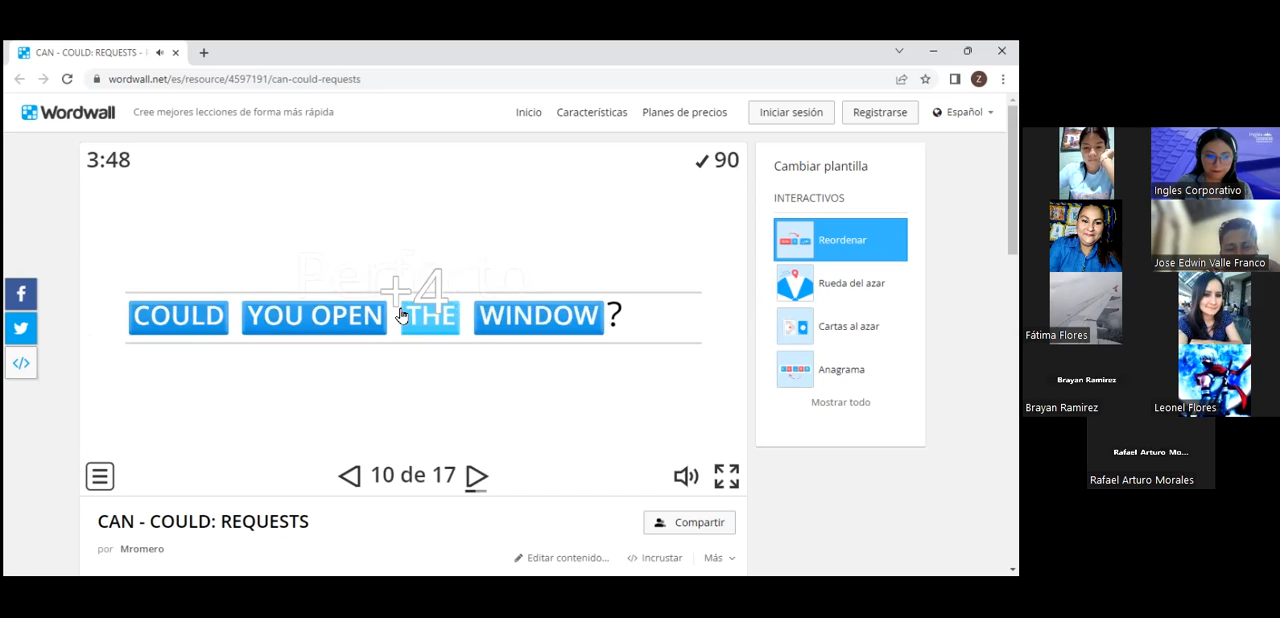 CAN - COULD: REQUESTS -
wordwall.net/es/resource/4597191/can-could-requests
Z
Wordwall
Cree mejores lecciones de forma más rápida
Inicio
Características
Planes de precios
Iniciar sesión
Registrarse
Español
3:48
90
Perfecto
+4
COULD YOU OPEN THE WINDOW ?
10 de 17
CAN - COULD: REQUESTS
Compartir
por Mromero
Editar contenido...
Incrustar
Más
Cambiar plantilla
INTERACTIVOS
Reordenar
Rueda del azar
Cartas al azar
Anagrama
Mostrar todo
Ingles Corporativo
Jose Edwin Valle Franco
Fátima Flores
Brayan Ramirez
Brayan Ramirez
Leonel Flores
Rafael Arturo Mo...
Rafael Arturo Morales